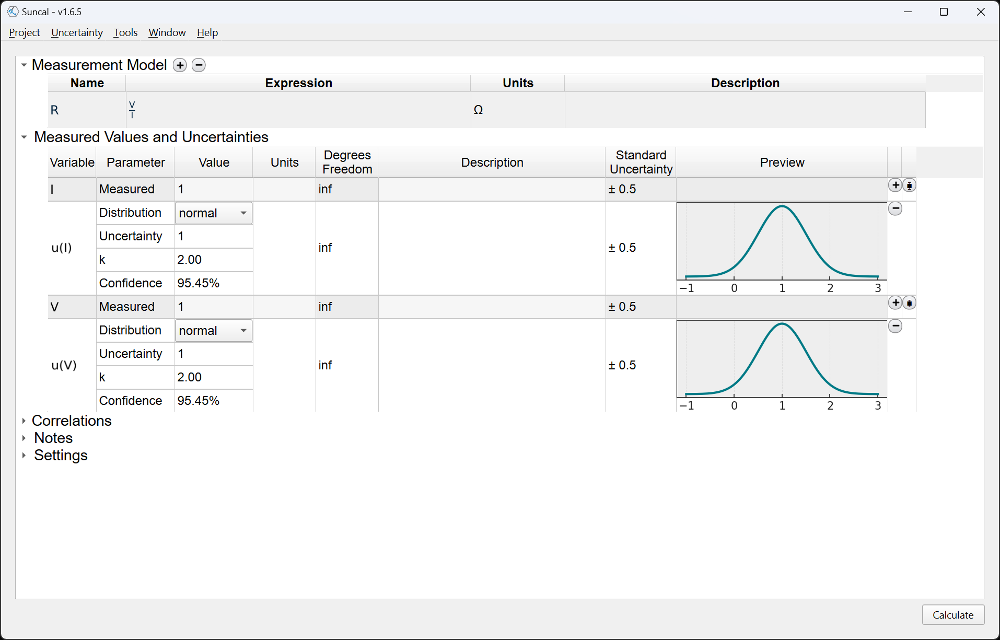 Suncal - v1.6.5
Project Uncertainty Tools Window Help
Measurement Model
Name Expression Units Description
R V/I Ω
Measured Values and Uncertainties
Variable Parameter Value Units Degrees Freedom Description Standard Uncertainty Preview
I Measured 1 inf ± 0.5
Distribution normal
Uncertainty 1
u(I) inf ± 0.5
k 2.00
Confidence 95.45%
−1 0 1 2 3
V Measured 1 inf ± 0.5
Distribution normal
Uncertainty 1
u(V) inf ± 0.5
k 2.00
Confidence 95.45%
−1 0 1 2 3
Correlations
Notes
Settings
Calculate